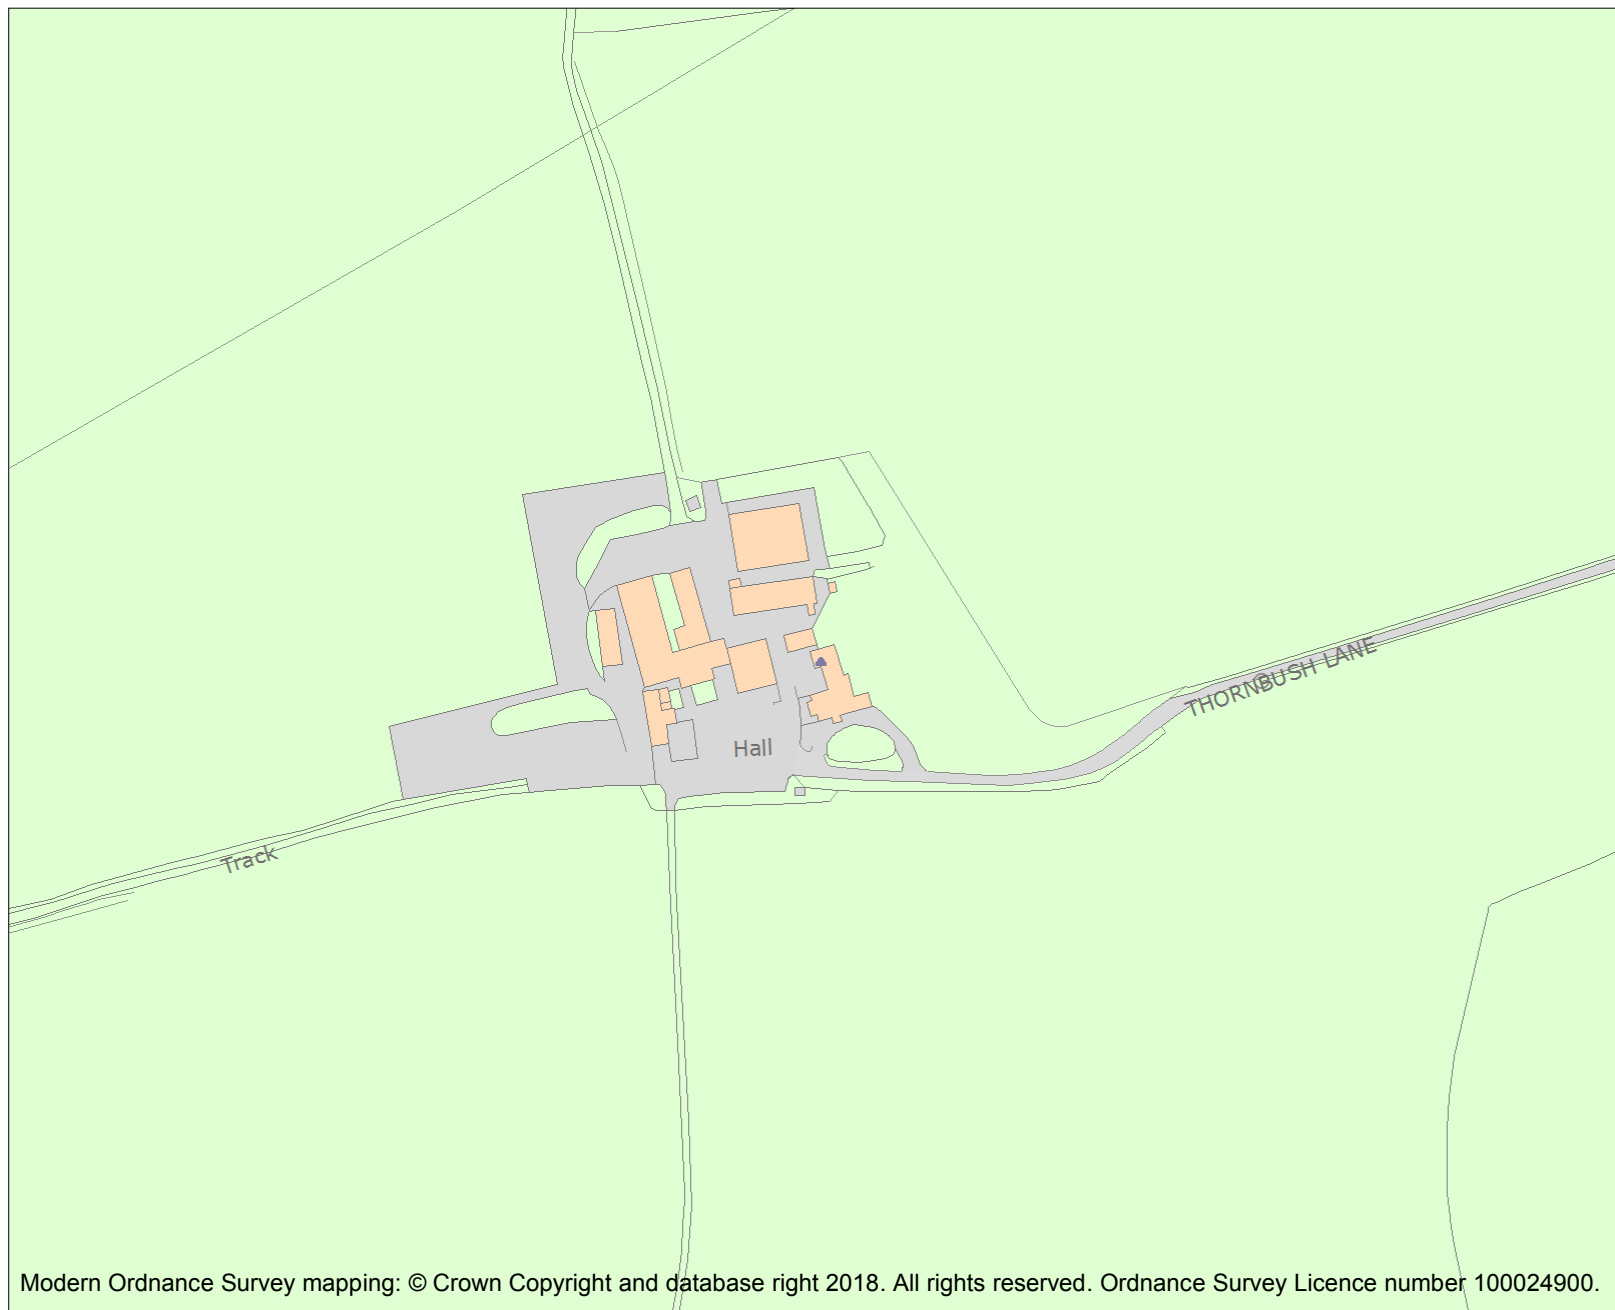 THORNBUSH LANE
©
Hall
Track
Modern Ordnance Survey mapping: © Crown Copyright and database right 2018. All rights reserved. Ordnance Survey Licence number 100024900.